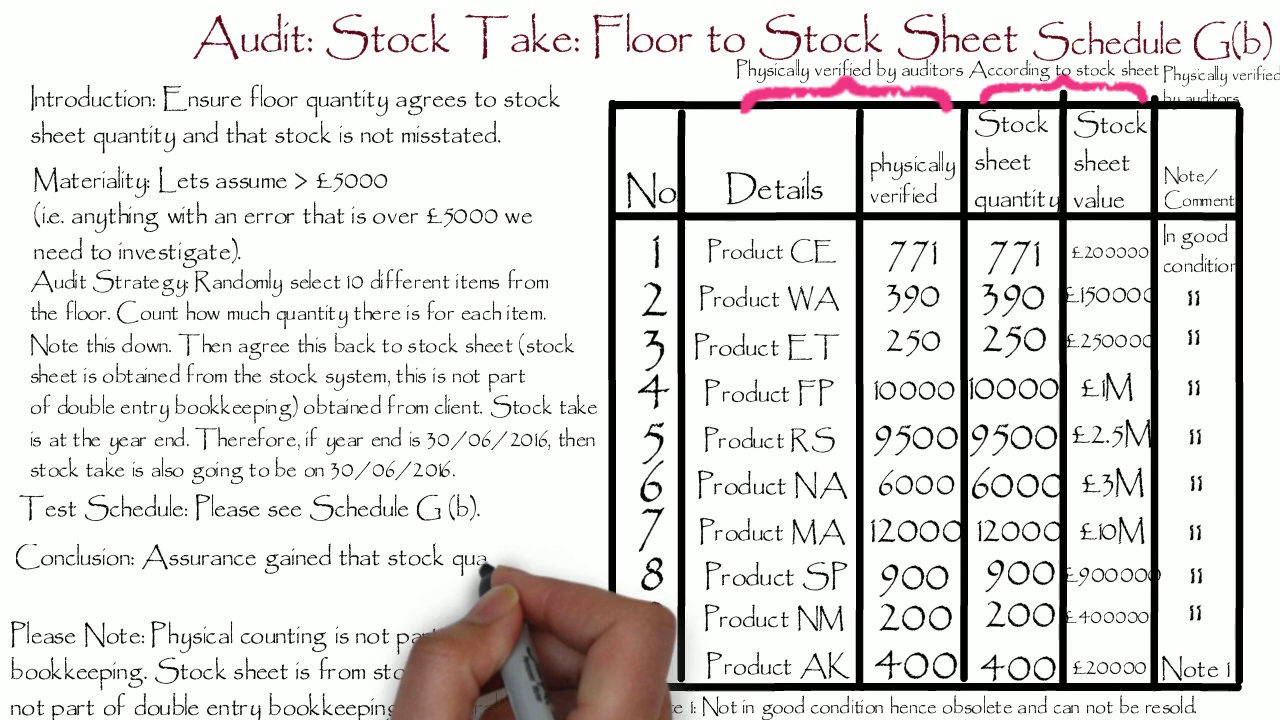 Audit: Stock Take: Floor to Stock Sheet Schedule G(b)
Physically verified by auditors According to stock sheet Physically verified by auditors
Introduction: Ensure floor quantity agrees to stock
sheet quantity and that stock is not misstated.
Materiality: Lets assume > £5000
(i.e. anything with an error that is over £5000 we
need to investigate).
Audit Strategy: Randomly select 10 different items from
the floor. Count how much quantity there is for each item.
Note this down. Then agree this back to stock sheet (stock
sheet is obtained from the stock system, this is not part
of double entry bookkeeping) obtained from client. Stock take
is at the year end. Therefore, if year end is 30/06/2016, then
stock take is also going to be on 30/06/2016.
Test Schedule: Please see Schedule G (b).
Conclusion: Assurance gained that stock qua
Please Note: Physical counting is not
bookkeeping. Stock sheet is from
not part of double entry bookkeeping
No Details physically verified Stock sheet quantity Stock sheet value Note/ Comment
1 Product CE 771 771 £200000 In good condition
2 Product WA 390 390 £150000 "
3 Product ET 250 250 £250000 "
4 Product FP 10000 10000 £1M "
5 Product RS 9500 9500 £2.5M "
6 Product NA 6000 6000 £3M "
7 Product MA 12000 12000 £10M "
8 Product SP 900 900 £900000 "
Product NM 200 200 £400000 "
Product AK 400 400 £20000 Note 1
1: Not in good condition hence obsolete and can not be resold.